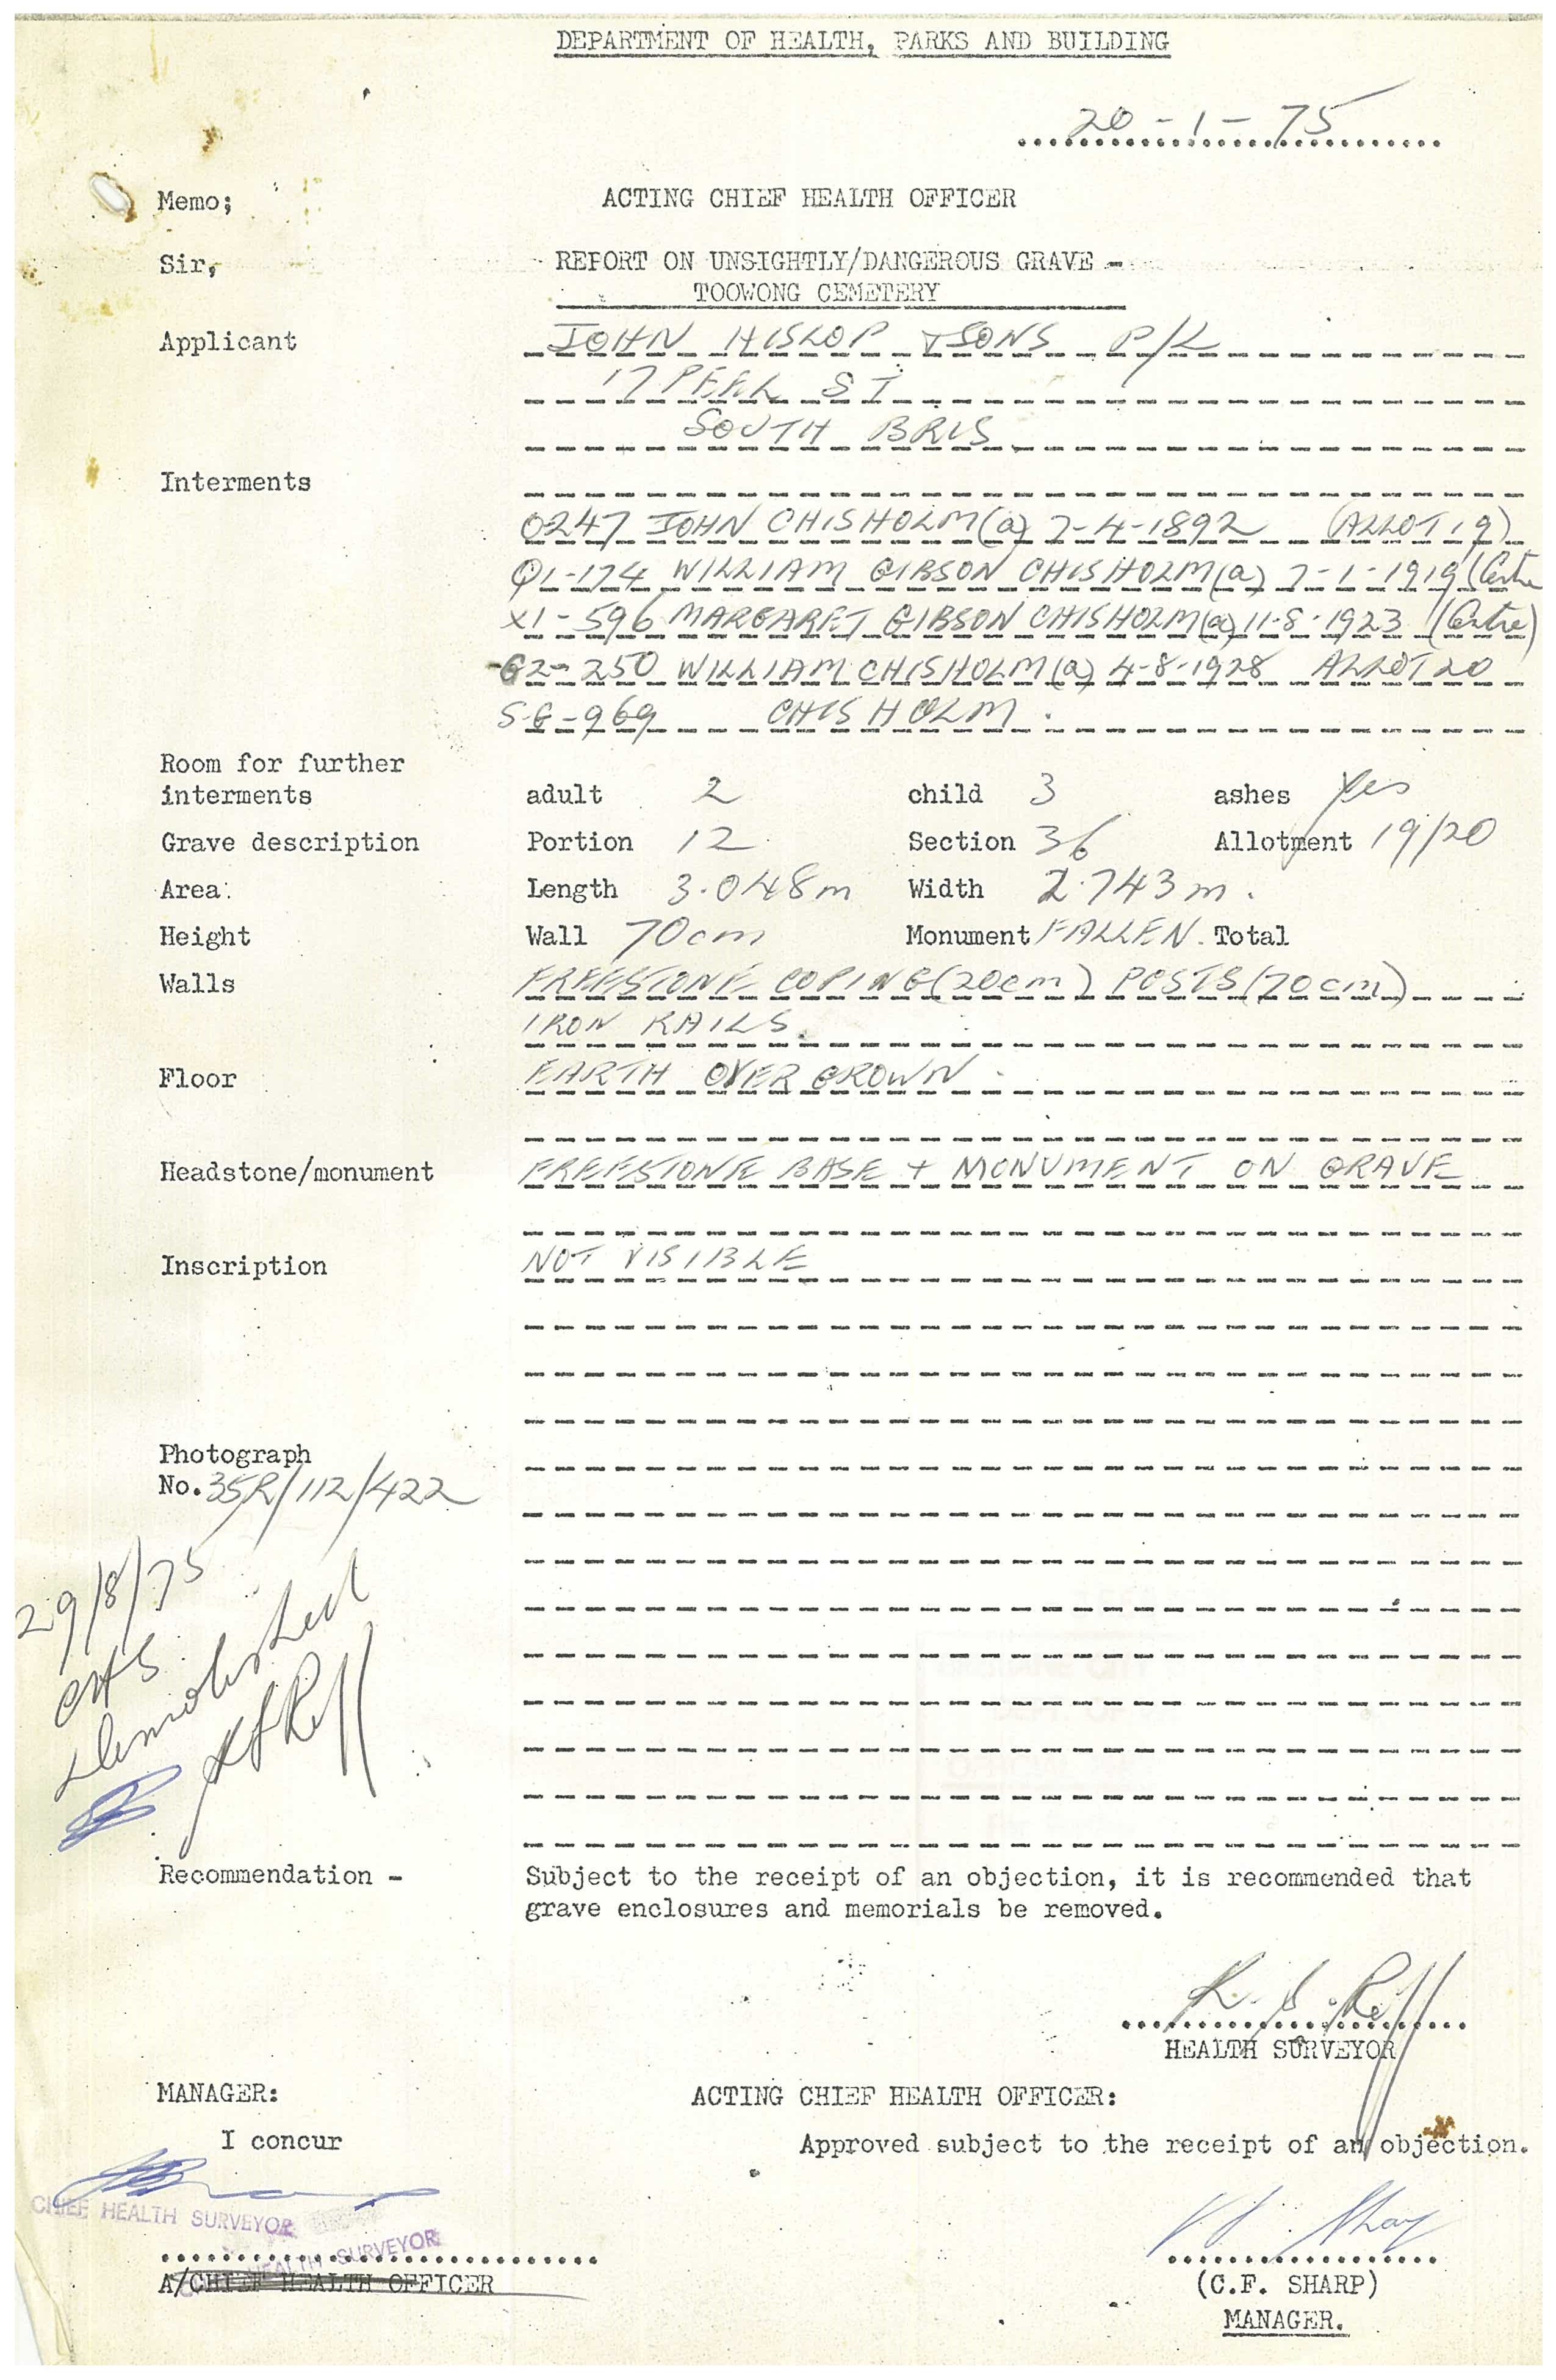 DEPARTMENT OF HEALTH, PARKS AND BUILDING
20-1-75
Memo; ACTING CHIEF HEALTH OFFICER
Sir, REPORT ON UNSIGHTLY/DANGEROUS GRAVE -
TOOWONG CEMETERY
Applicant JOHN HISLOP & SONS P/L
17 PEEL ST
SOUTH BRIS
Interments
0247 JOHN CHISHOLM (a) 7-4-1892 (ALLOT 19)
Q1-174 WILLIAM GIBSON CHISHOLM (a) 7-1-1919 (Centre
X1-596 MARGARET GIBSON CHISHOLM (a) 11-8-1923 (Centre)
G2-250 WILLIAM CHISHOLM (a) 4-8-1928 ALLOT 20
S.G-969 CHISHOLM.
Room for further
interments adult 2 child 3 ashes Yes
Grave description Portion 12 Section 36 Allotment 19/20
Area: Length 3.048m Width 2.743m.
Height Wall 70cm Monument FALLEN. Total
Walls FREESTONE COPING (20cm) POSTS (70cm)
IRON RAILS.
Floor EARTH OVERGROWN.
Headstone/monument FREESTONE BASE + MONUMENT ON GRAVE
Inscription NOT VISIBLE
Photograph
No. 35R/112/422
29/8/75
CHS
demolished
Recommendation - Subject to the receipt of an objection, it is recommended that
grave enclosures and memorials be removed.
HEALTH SURVEYOR
MANAGER: ACTING CHIEF HEALTH OFFICER:
I concur Approved subject to the receipt of an objection.
CHIEF HEALTH SURVEYOR
HEALTH SURVEYOR
A/CHIEF HEALTH OFFICER (C.F. SHARP)
MANAGER.